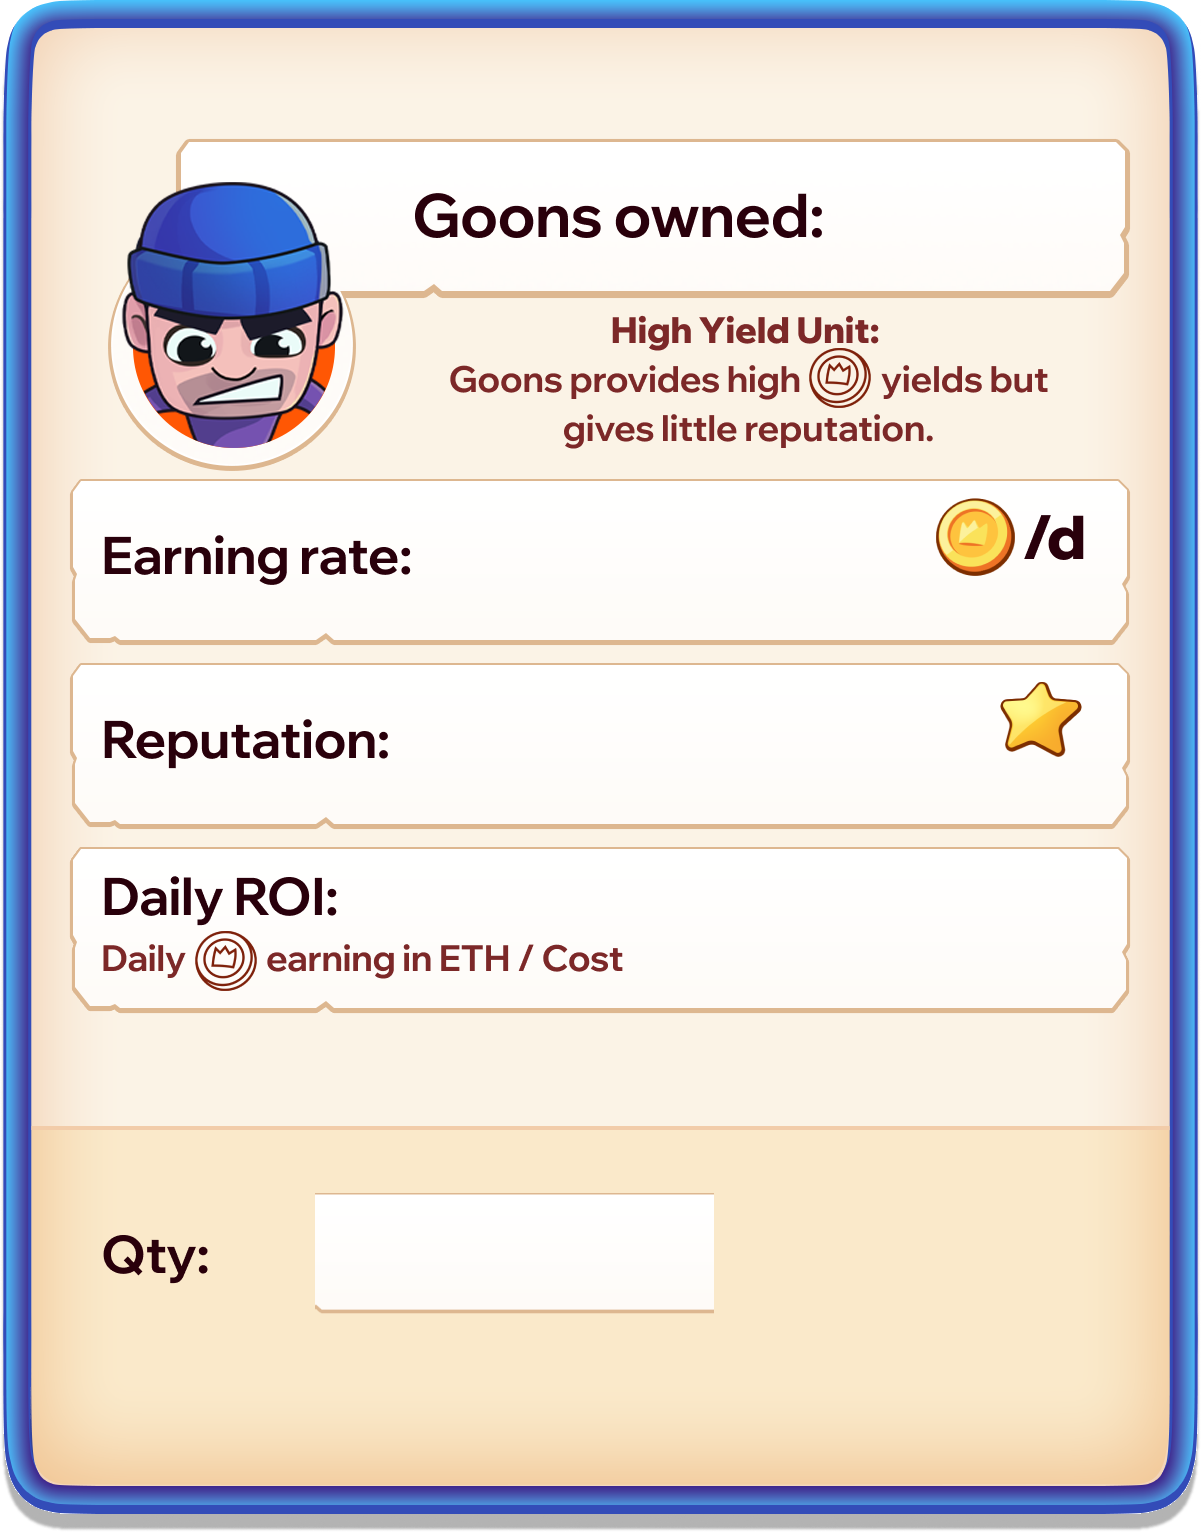 Goons owned:
High Yield Unit:
Goons provides high yields but
gives little reputation.
Earning rate:
/d
Reputation:
Daily ROI:
Daily earning in ETH / Cost
Qty: